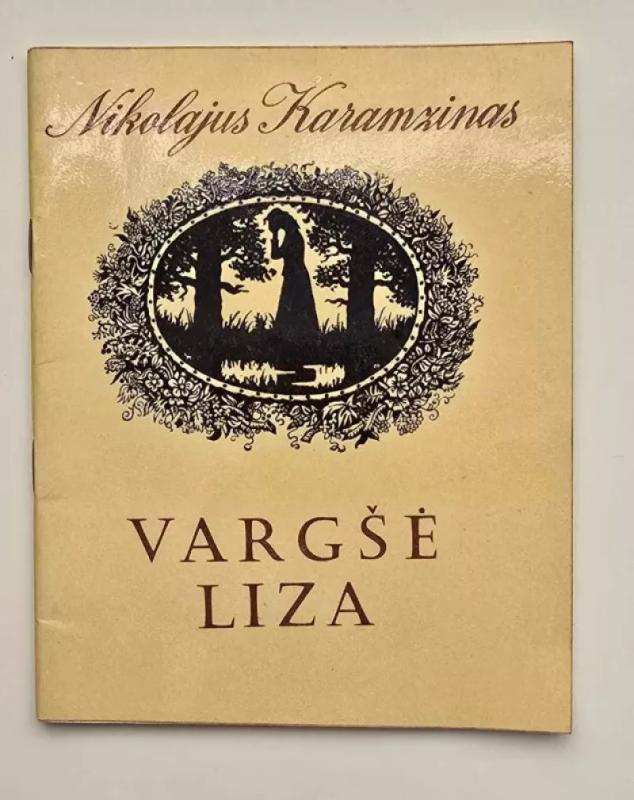 Nikolajus Karamzinas
VARGŠĖ
LIZA